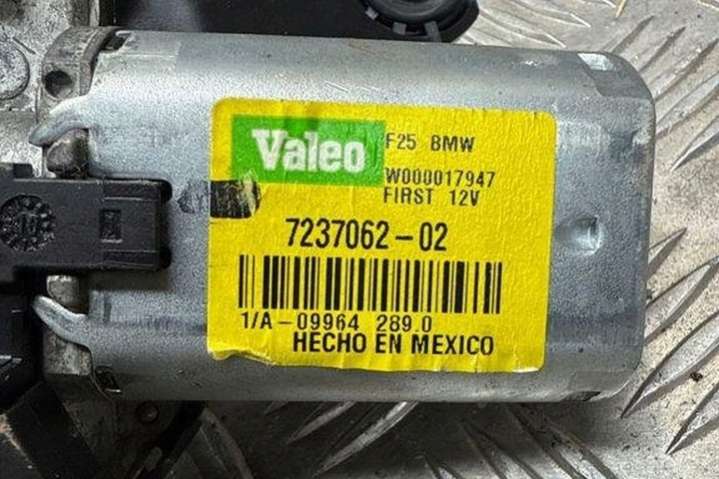 Valeo
F25 BMW
W000017947
FIRST 12V
7237062-02
1/A-09964 289.0
HECHO EN MEXICO